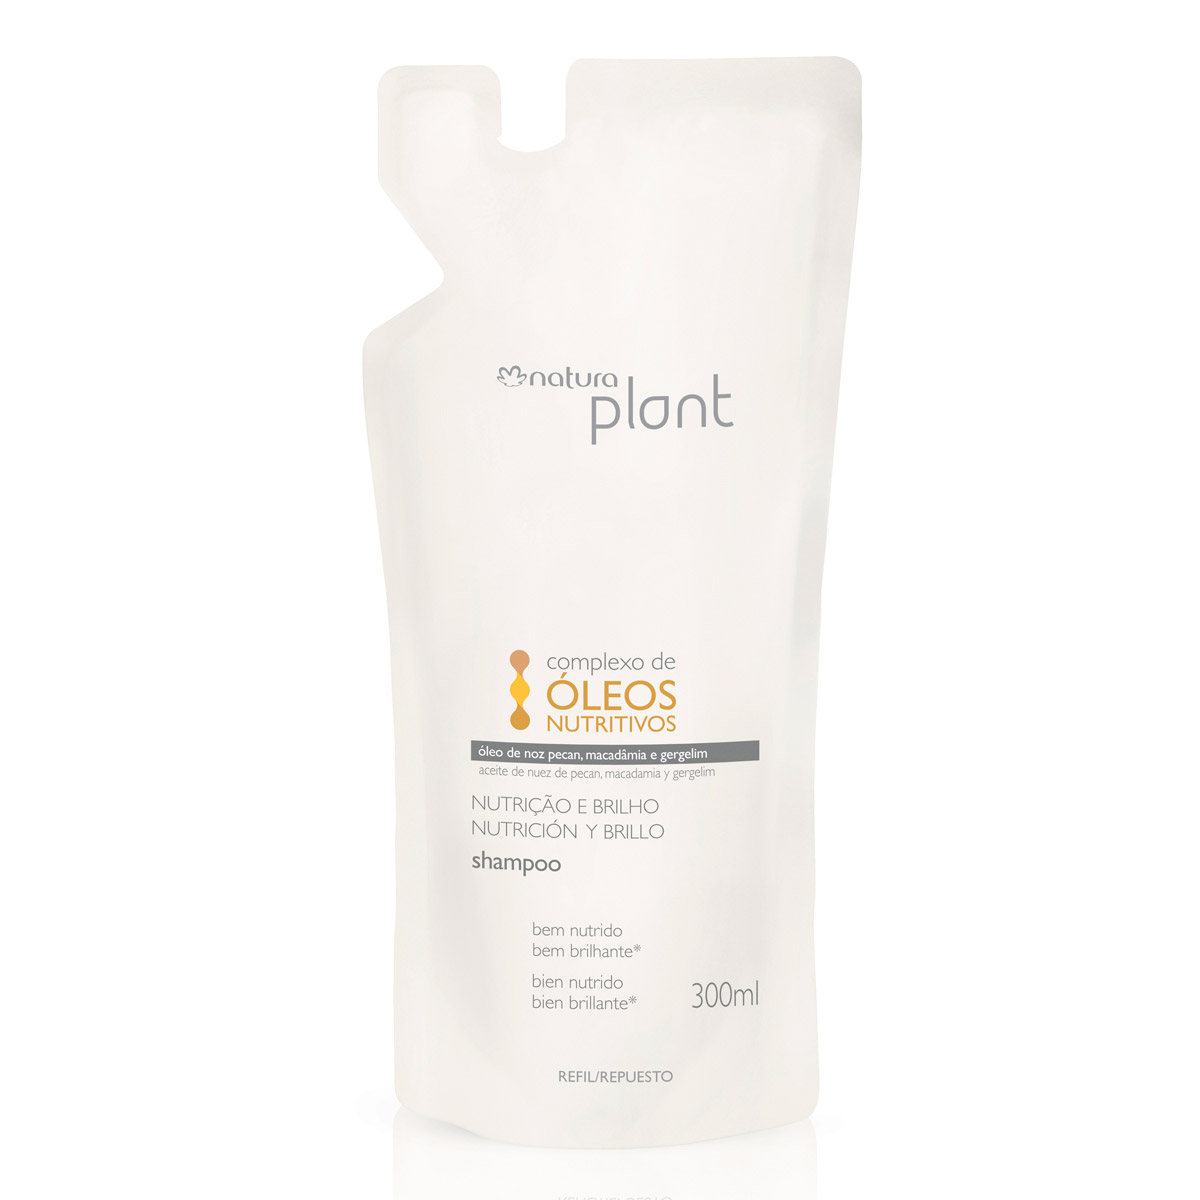 natura
plant
complexo de
ÓLEOS
NUTRITIVOS
óleo de noz pecan, macadâmia e gergelim
aceite de nuez de pecan, macadamia y gergelim
NUTRIÇÃO E BRILHO
NUTRICIÓN Y BRILLO
shampoo
bem nutrido
bem brilhante*
bien nutrido
bien brillante*
300ml
REFIL/REPUESTO